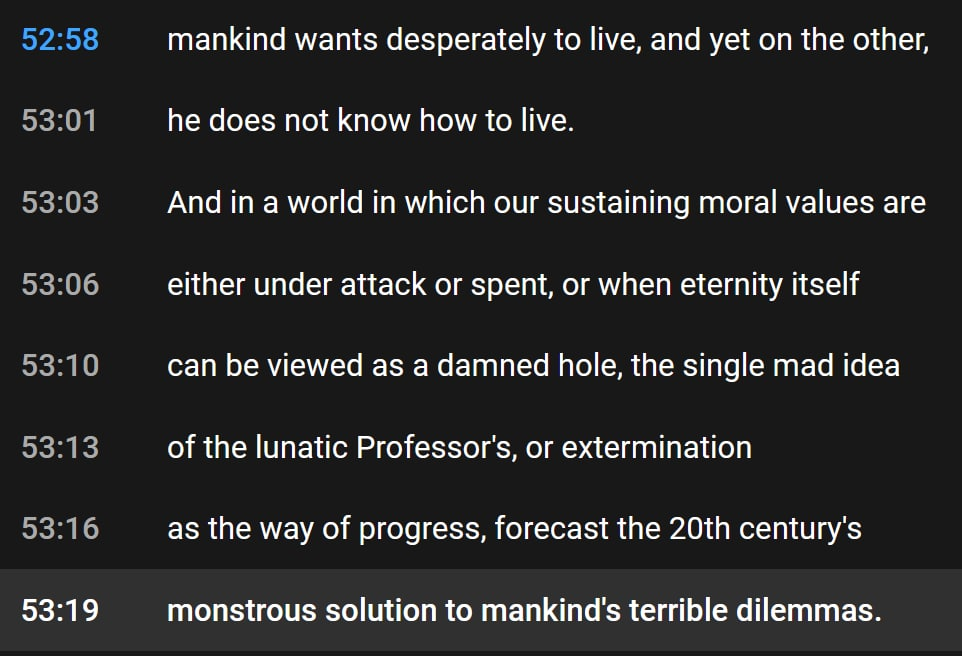 52:58 mankind wants desperately to live, and yet on the other,
53:01 he does not know how to live.
53:03 And in a world in which our sustaining moral values are
53:06 either under attack or spent, or when eternity itself
53:10 can be viewed as a damned hole, the single mad idea
53:13 of the lunatic Professor's, or extermination
53:16 as the way of progress, forecast the 20th century's
53:19 monstrous solution to mankind's terrible dilemmas.